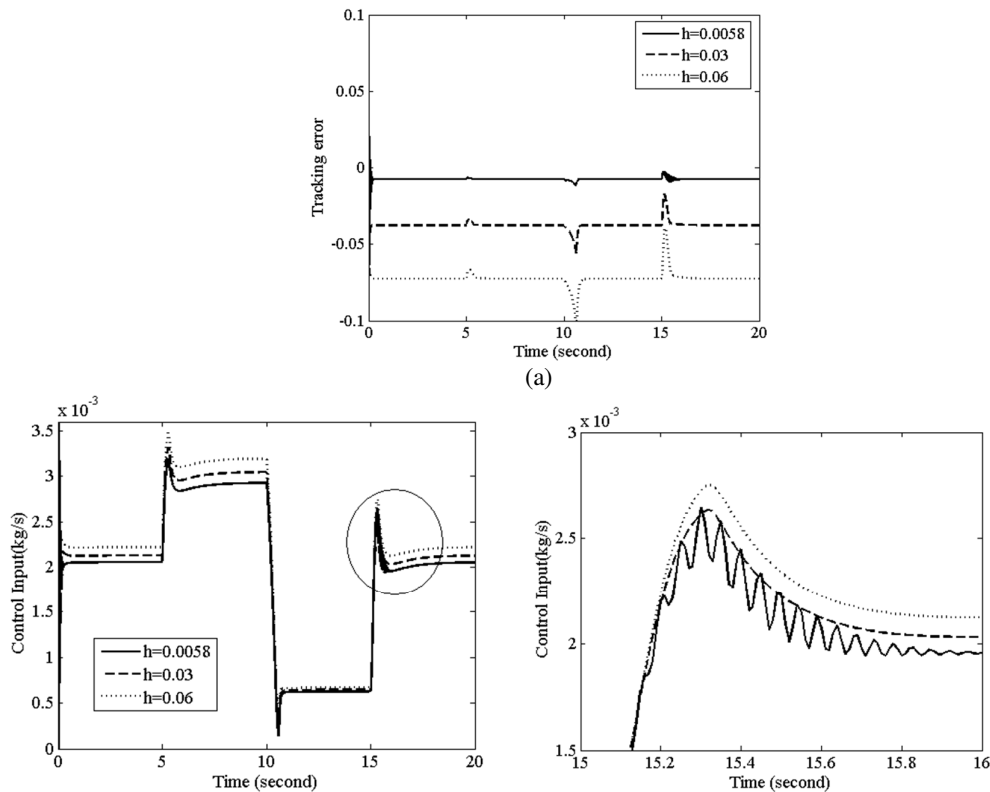 0.1
h=0.0058
h=0.03
h=0.06
0.05
0
-0.05
-0.1
Tracking error
0 5 10 15 20
Time (second)
(a)
x 10-3
3.5
3
2.5
2
1.5
1
0.5
0
Control Input(kg/s)
h=0.0058
h=0.03
h=0.06
0 5 10 15 20
Time (second)
x 10-3
3
2.5
2
1.5
Control Input(kg/s)
15 15.2 15.4 15.6 15.8 16
Time (second)